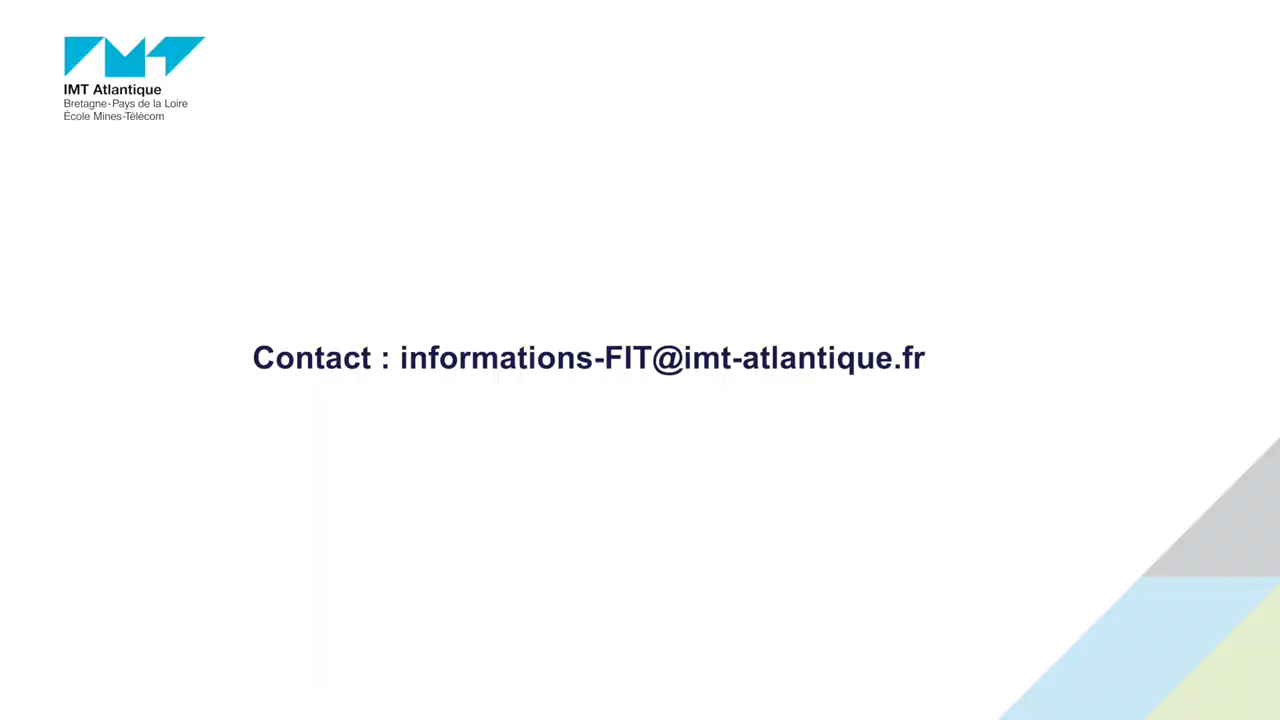 IMT Atlantique
Bretagne-Pays de la Loire
École Mines-Télécom
Contact : informations-FIT@imt-atlantique.fr